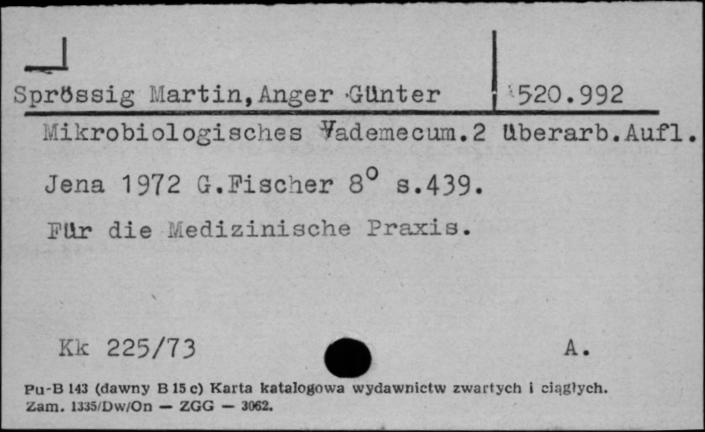 Sprössig Martin, Anger Günter 520.992
Mikrobiologisches Vademecum.2 überarb.Aufl.
Jena 1972 G.Fischer 8° s.439.
Für die Medizinische Praxis.
Kk 225/73 A.
Pu-B 143 (dawny B 15 c) Karta katalogowa wydawnictw zwartych i ciągłych.
Zam. 1335/Dw/On — ZGG — 3062.